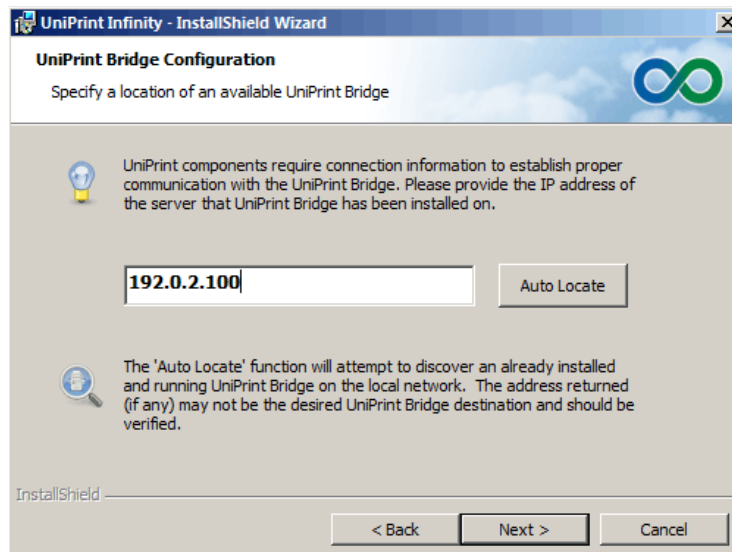 UniPrint Infinity - InstallShield Wizard
UniPrint Bridge Configuration
Specify a location of an available UniPrint Bridge
UniPrint components require connection information to establish proper
communication with the UniPrint Bridge. Please provide the IP address of
the server that UniPrint Bridge has been installed on.
192.0.2.100
Auto Locate
The 'Auto Locate' function will attempt to discover an already installed
and running UniPrint Bridge on the local network. The address returned
(if any) may not be the desired UniPrint Bridge destination and should be
verified.
InstallShield
< Back
Next >
Cancel